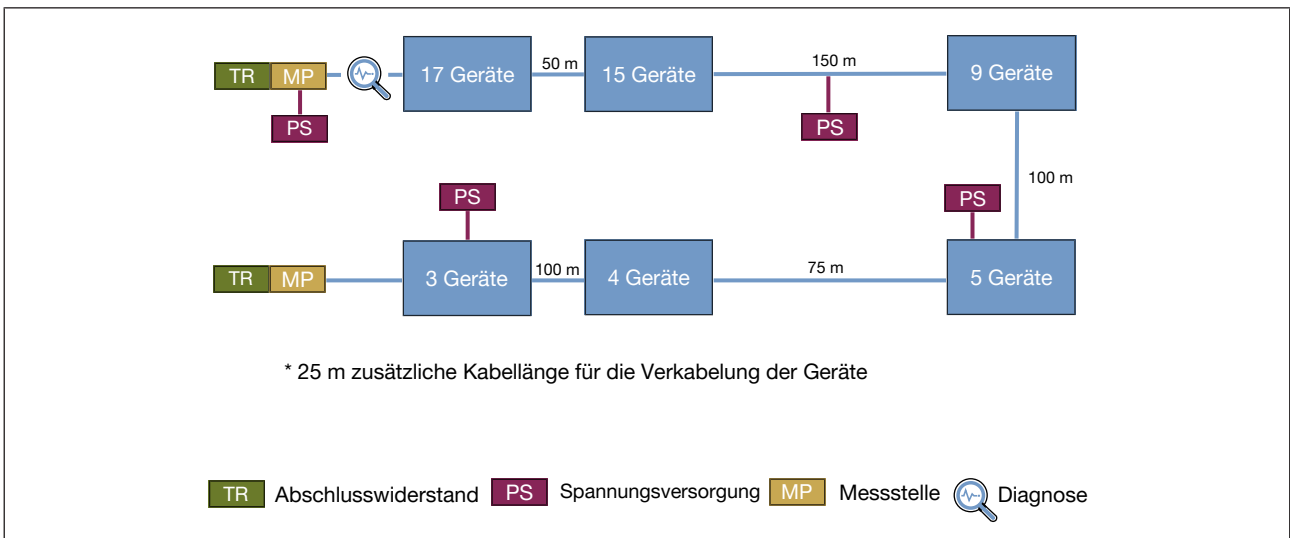 TR MP 17 Geräte 50 m 15 Geräte 150 m 9 Geräte
PS PS
100 m
PS PS
TR MP 3 Geräte 100 m 4 Geräte 75 m 5 Geräte
* 25 m zusätzliche Kabellänge für die Verkabelung der Geräte
TR Abschlusswiderstand PS Spannungsversorgung MP Messstelle Diagnose